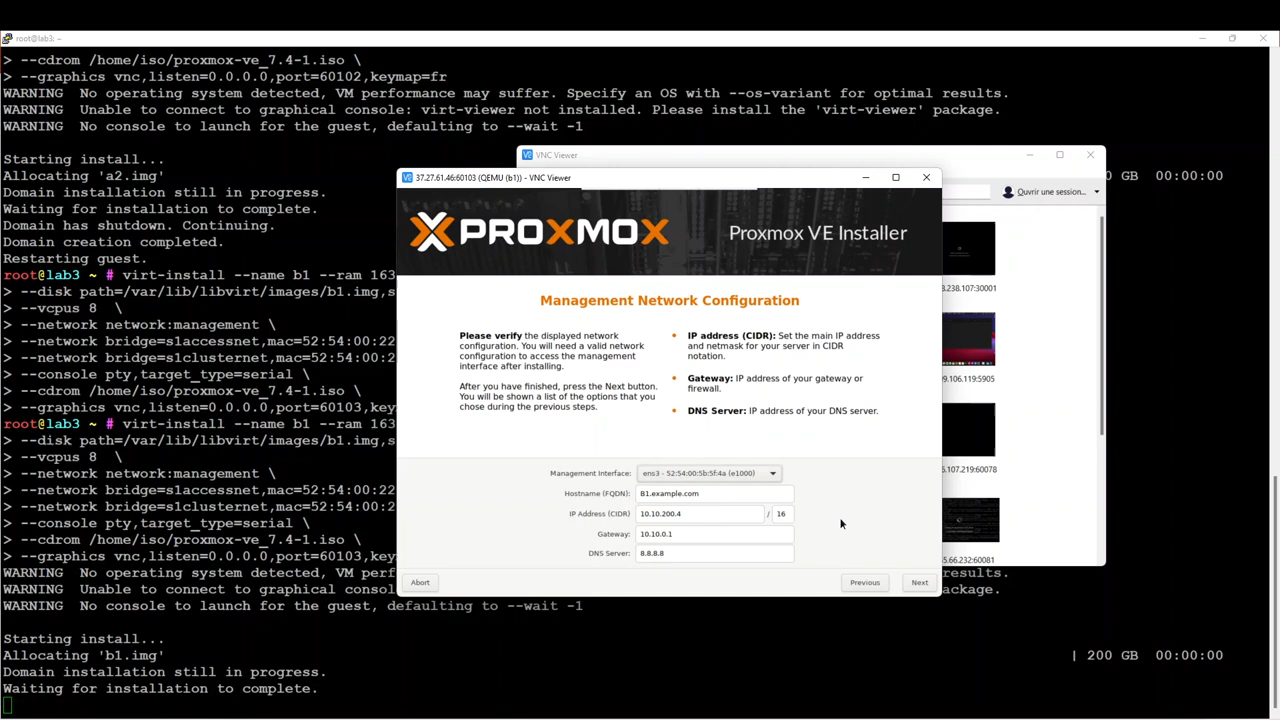 root@lab3: ~
> --cdrom /home/iso/proxmox-ve_7.4-1.iso \
> --graphics vnc,listen=0.0.0.0,port=60102,keymap=fr
WARNING  No operating system detected, VM performance may suffer. Specify an OS with --os-variant for optimal results.
WARNING  Unable to connect to graphical console: virt-viewer not installed. Please install the 'virt-viewer' package.
WARNING  No console to launch for the guest, defaulting to --wait -1
Starting install...
Allocating 'a2.img'
Domain installation still in progress.
Waiting for installation to complete.
Domain has shutdown. Continuing.
Domain creation completed.
Restarting guest.
root@lab3 ~ # virt-install --name b1 --ram 163
> --disk path=/var/lib/libvirt/images/b1.img,s
> --vcpus 8  \
> --network network:management \
> --network bridge=s1accessnet,mac=52:54:00:22
> --network bridge=s1clusternet,mac=52:54:00:2
> --console pty,target_type=serial \
> --cdrom /home/iso/proxmox-ve_7.4-1.iso \
> --graphics vnc,listen=0.0.0.0,port=60103,
root@lab3 ~ # virt-install --name b1 --ram 163
> --disk path=/var/lib/libvirt/images/b1.img,s
> --vcpus 8  \
> --network network:management \
> --network bridge=s1accessnet,mac=52:54:00:22
> --network bridge=s1clusternet,mac=52:54:00:2
> --console pty,target_type=serial \
> --cdrom /home/iso/proxmox-ve_7.4-1.iso \
> --graphics vnc,listen=0.0.0.0,port=60103,
WARNING  No operating system detected, VM perf
results.
WARNING  Unable to connect to graphical consol
package.
WARNING  No console to launch for the guest, defaulting to --wait -1
Starting install...
Allocating 'b1.img' | 200 GB  00:00:00
Domain installation still in progress.
Waiting for installation to complete.
VNC Viewer
GB  00:00:00
Ouvrir une session...
.238.107:30001
09.106.119:5905
.107.219:60078
65.66.232:60081
37.27.61.46:60103 (QEMU (b1)) - VNC Viewer
PROXMOX
Proxmox VE Installer
Management Network Configuration
Please verify the displayed network
configuration. You will need a valid network
configuration to access the management
interface after installing.
After you have finished, press the Next button.
You will be shown a list of the options that you
chose during the previous steps.
IP address (CIDR): Set the main IP address
and netmask for your server in CIDR
notation.
Gateway: IP address of your gateway or
firewall.
DNS Server: IP address of your DNS server.
Management Interface: ens3 - 52:54:00:5b:5f:4a (e1000)
Hostname (FQDN): B1.example.com
IP Address (CIDR) 10.10.200.4 / 16
Gateway: 10.10.0.1
DNS Server: 8.8.8.8
Abort
Previous
Next